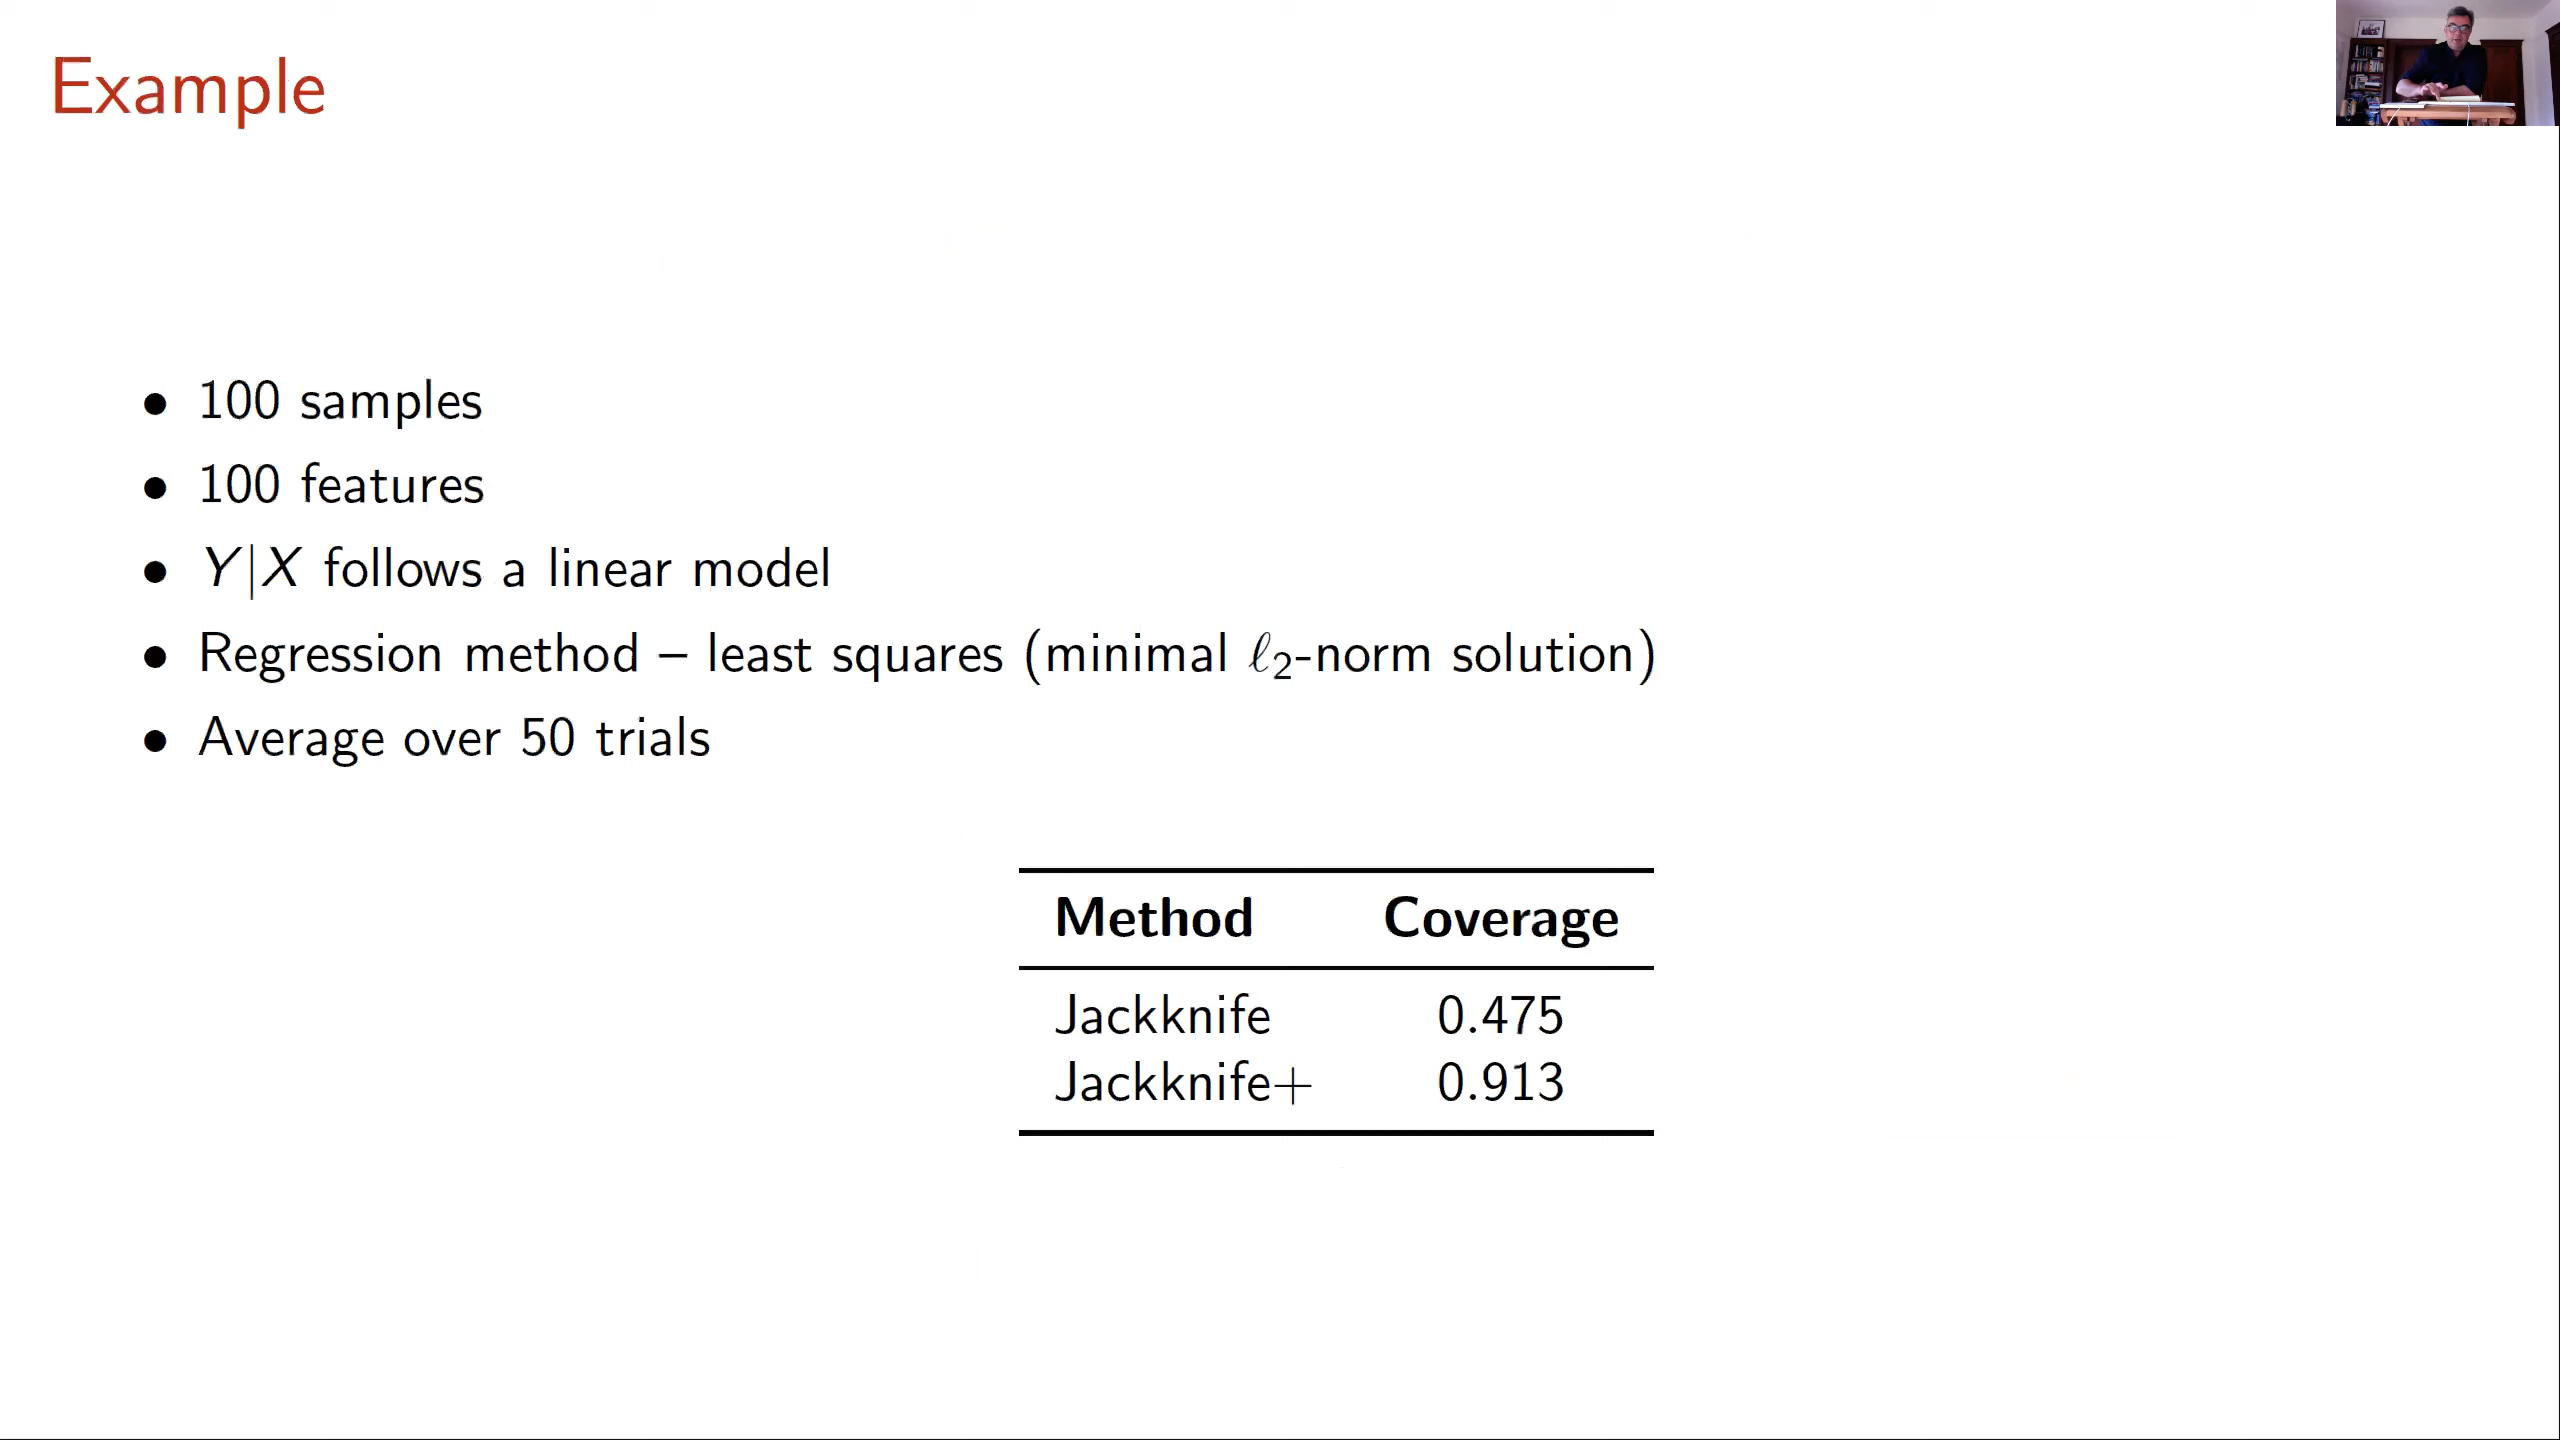 Example
• 100 samples
• 100 features
• Y|X follows a linear model
• Regression method – least squares (minimal ℓ₂-norm solution)
• Average over 50 trials
Method Coverage
Jackknife 0.475
Jackknife+ 0.913